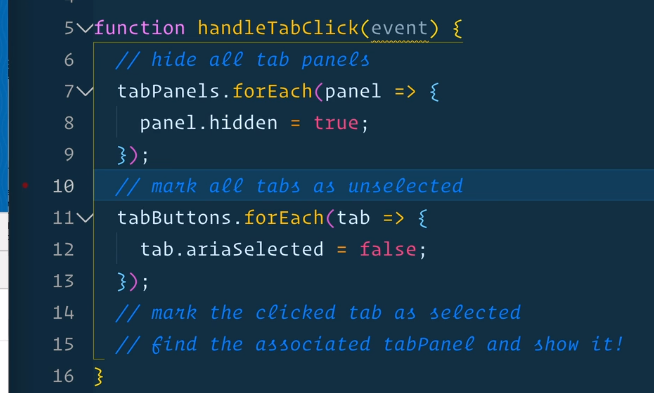 5 function handleTabClick(event) {
6 // hide all tab panels
7 tabPanels.forEach(panel => {
8 panel.hidden = true;
9 });
10 // mark all tabs as unselected
11 tabButtons.forEach(tab => {
12 tab.ariaSelected = false;
13 });
14 // mark the clicked tab as selected
15 // find the associated tabPanel and show it!
16 }